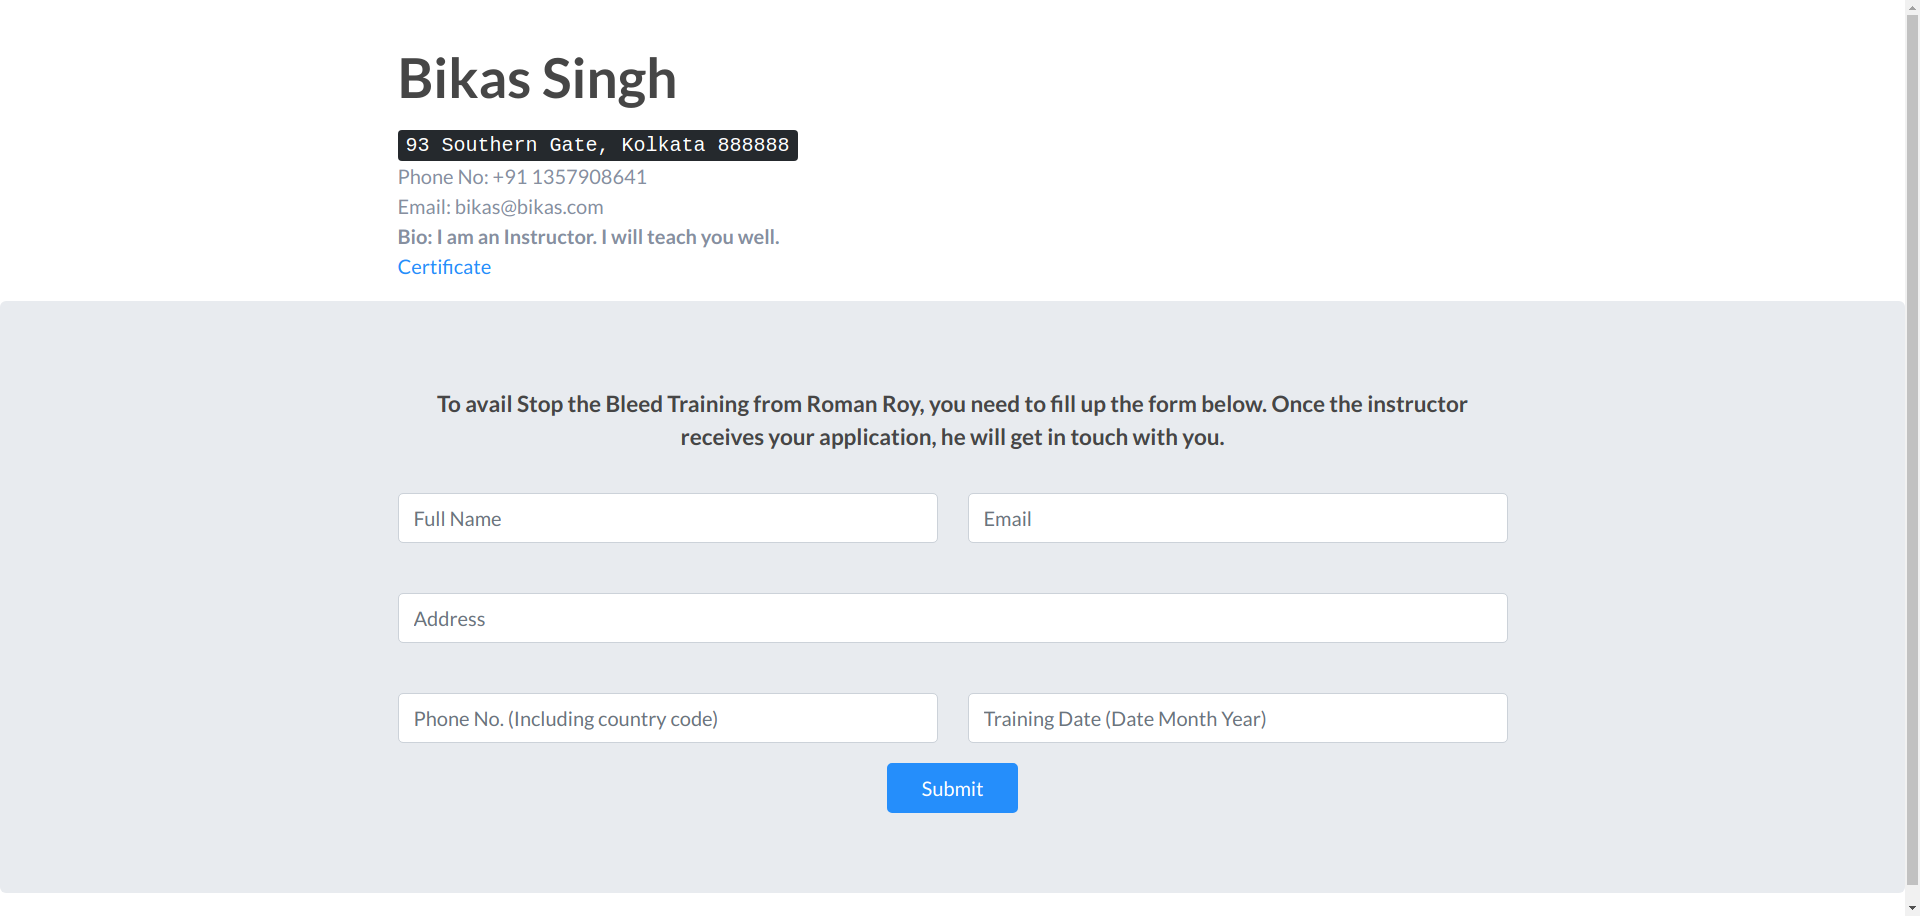 Bikas Singh
93 Southern Gate, Kolkata 888888
Phone No: +91 1357908641
Email: bikas@bikas.com
Bio: I am an Instructor. I will teach you well.
Certificate
To avail Stop the Bleed Training from Roman Roy, you need to fill up the form below. Once the instructor
receives your application, he will get in touch with you.
Full Name
Email
Address
Phone No. (Including country code)
Training Date (Date Month Year)
Submit